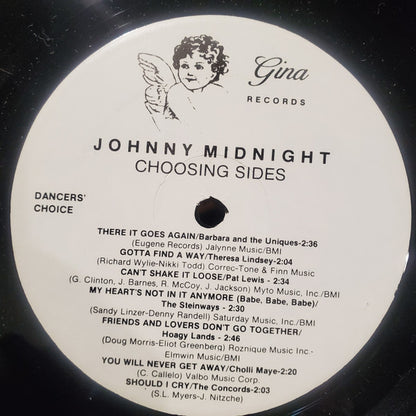 Gina
RECORDS
JOHNNY MIDNIGHT
CHOOSING SIDES
DANCERS'
CHOICE
THERE IT GOES AGAIN/Barbara and the Uniques-2:36
(Eugene Records) Jalynne Music/BMI
GOTTA FIND A WAY/Theresa Lindsey-2:04
(Richard Wylie-Nikki Todd) Correc-Tone & Finn Music
CAN'T SHAKE IT LOOSE/Pat Lewis - 2:34
(G. Clinton, J. Barnes, R. McCoy, J. Jackson) Myto Music, Inc./BMI
MY HEART'S NOT IN IT ANYMORE (Babe, Babe, Babe)/
The Steinways - 2:30
(Sandy Linzer-Denny Randell) Saturday Music, Inc./BMI
FRIENDS AND LOVERS DON'T GO TOGETHER/
Hoagy Lands - 2:46
(Doug Morris-Eliot Greenberg) Roznique Music Inc.-
Elmwin Music/BMI
YOU WILL NEVER GET AWAY/Cholli Maye-2:20
(C. Callelo) Valbo Music Corp.
SHOULD I CRY/The Concords-2:03
(S.L. Myers-J. Nitzche)